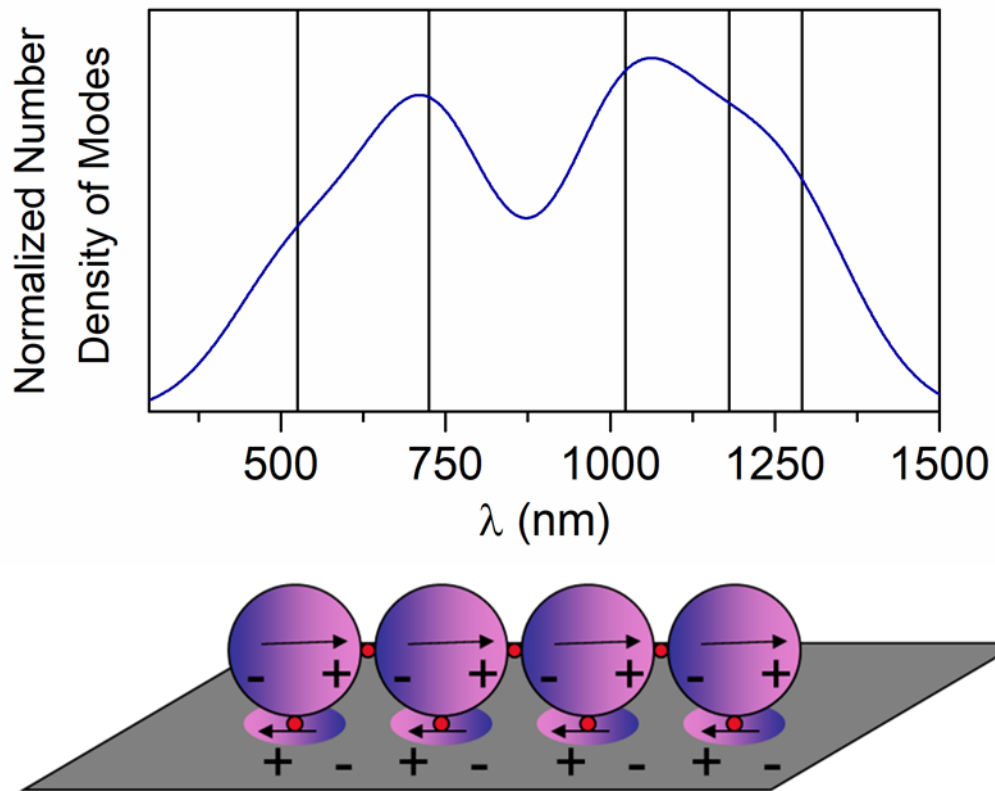 Normalized Number
Density of Modes
500 750 1000 1250 1500
λ (nm)
- + - + - + - +
+ - + - + - + -